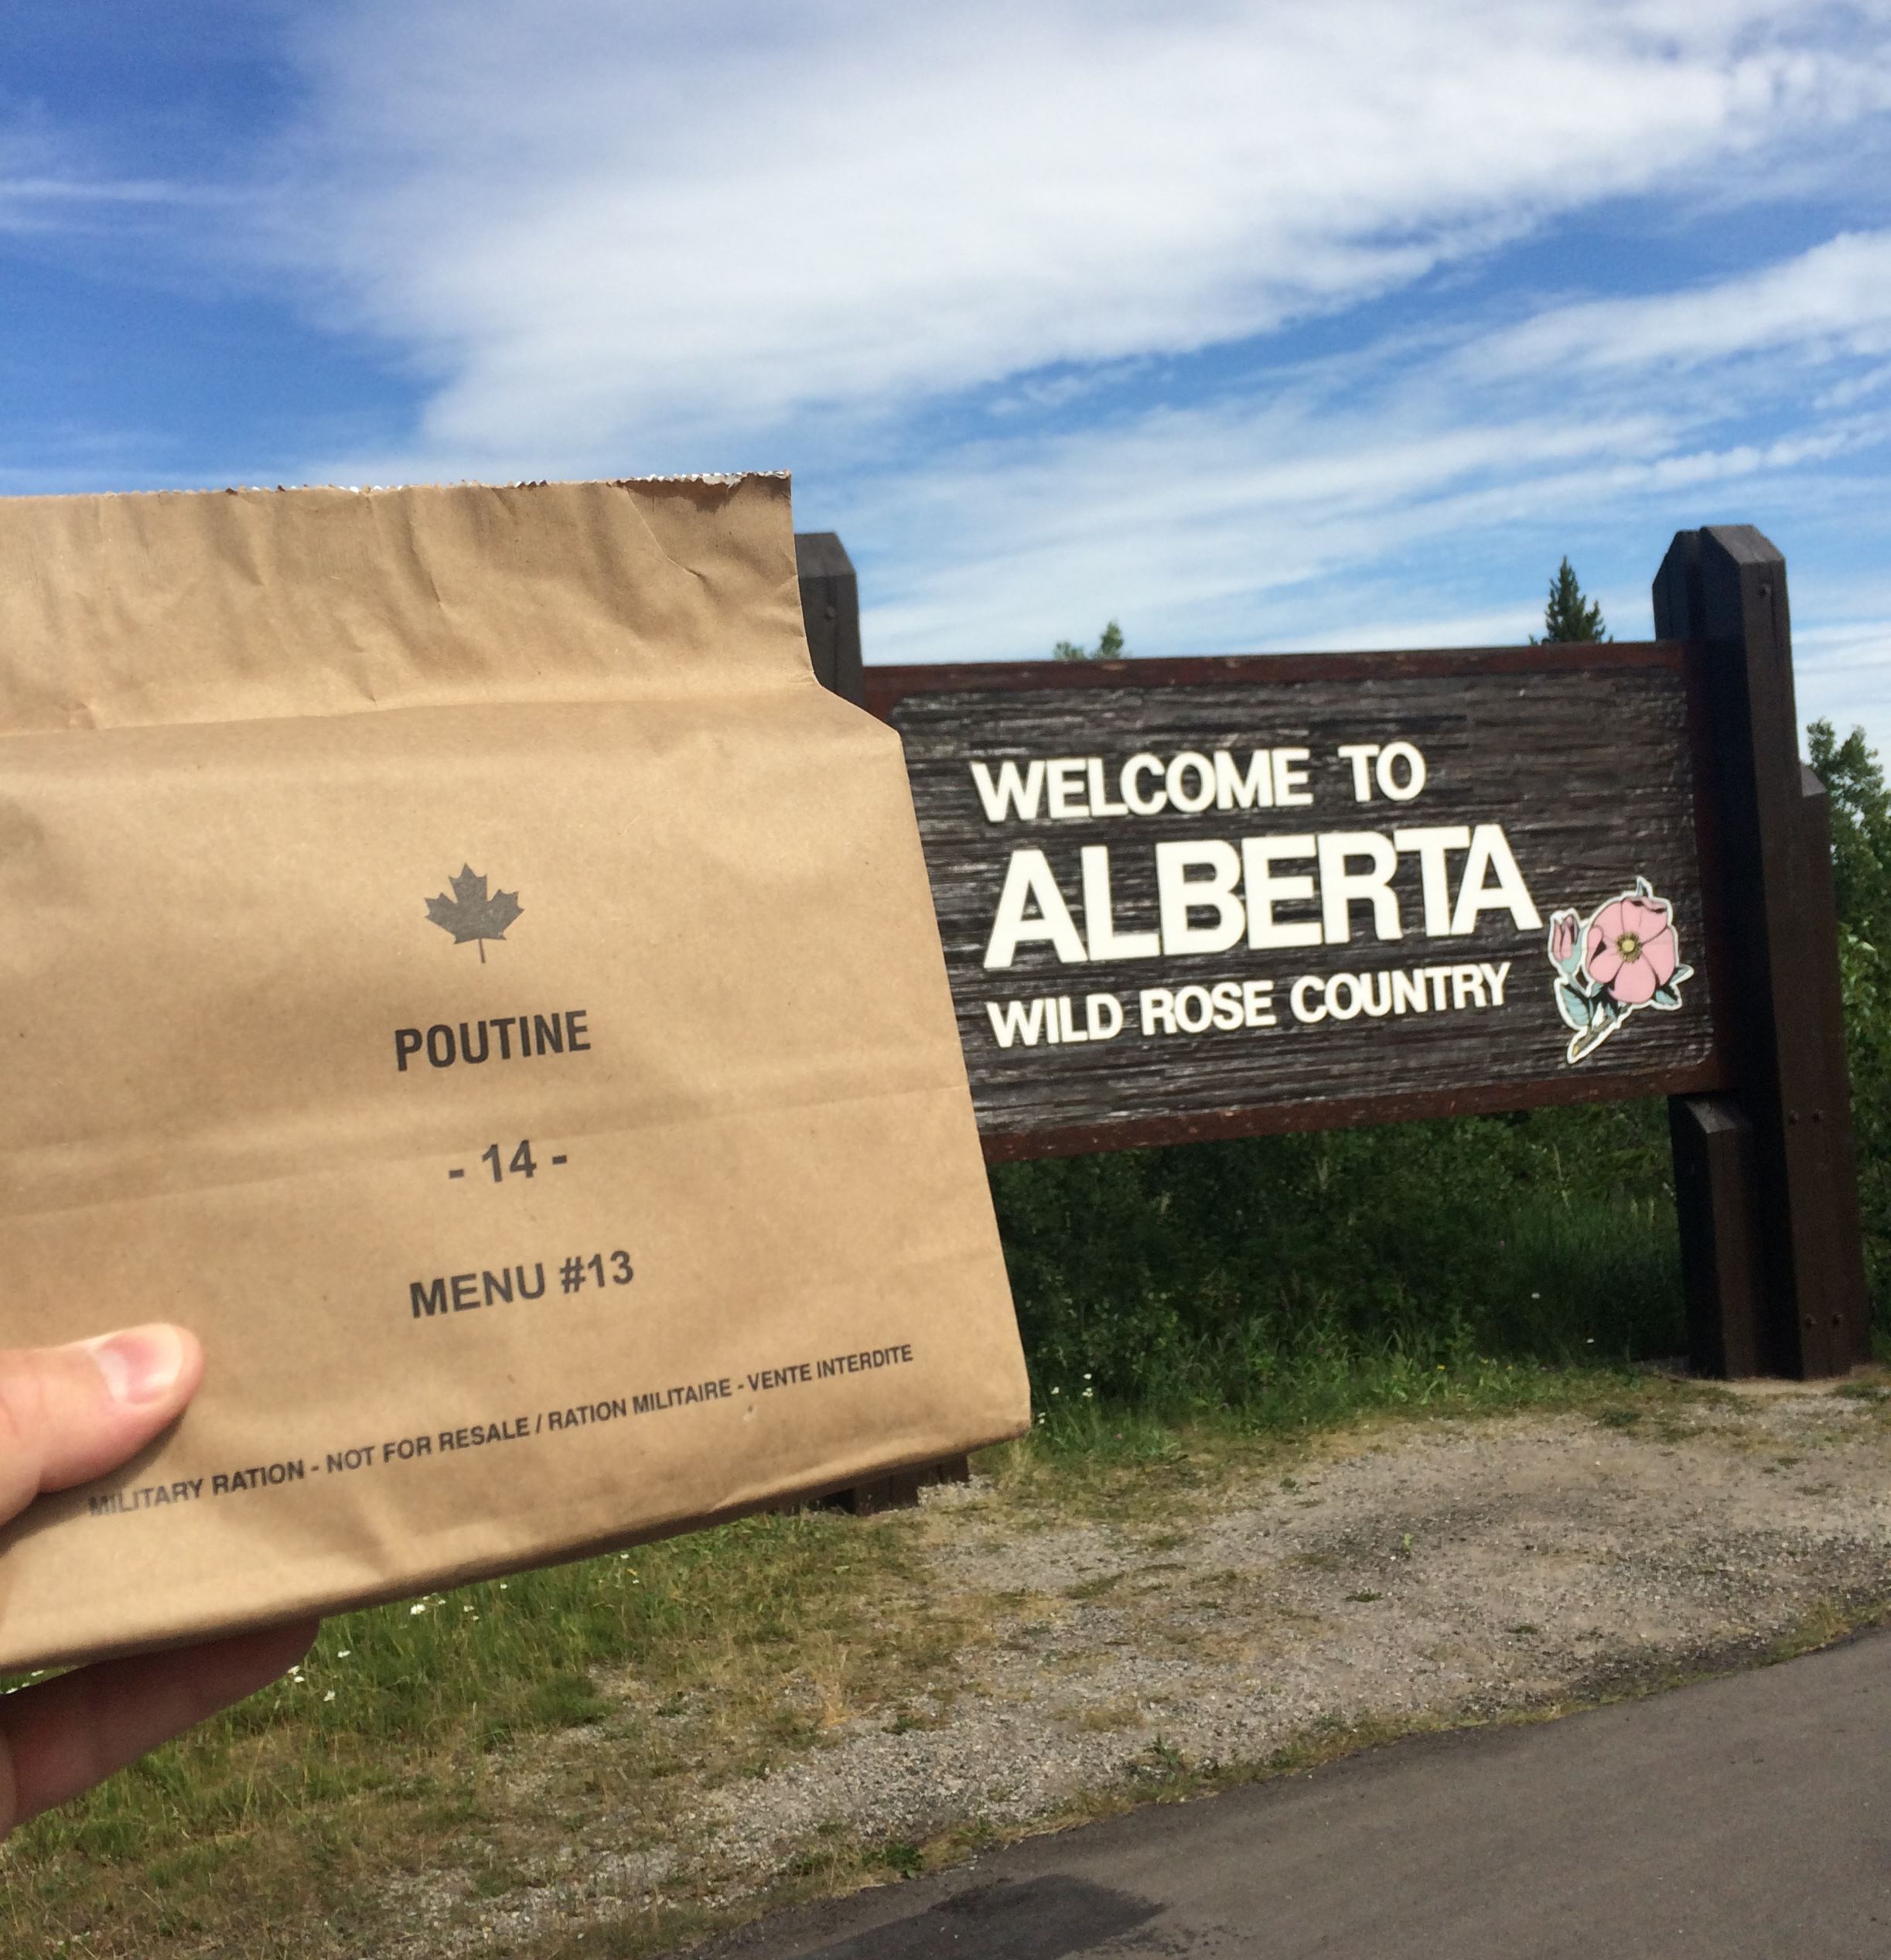 POUTINE
- 14 -
MENU #13
MILITARY RATION - NOT FOR RESALE / RATION MILITAIRE - VENTE INTERDITE
WELCOME TO
ALBERTA
WILD ROSE COUNTRY